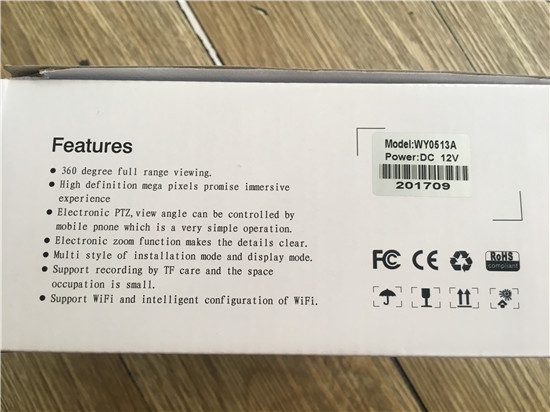 Features
● 360 degree full range viewing.
● High definition mega pixels promise immersive
experience
● Electronic PTZ,view angle can be controlled by
mobile pnone which is a very simple operation.
● Electronic zoom function makes the details clear.
● Multi style of installation mode and display mode.
● Support recording by TF care and the space
occupation is small.
● Support WiFi and intelligent configuration of WiFi.
Model:WY0513A
Power:DC 12V
201709
FC CE RoHS
compliant